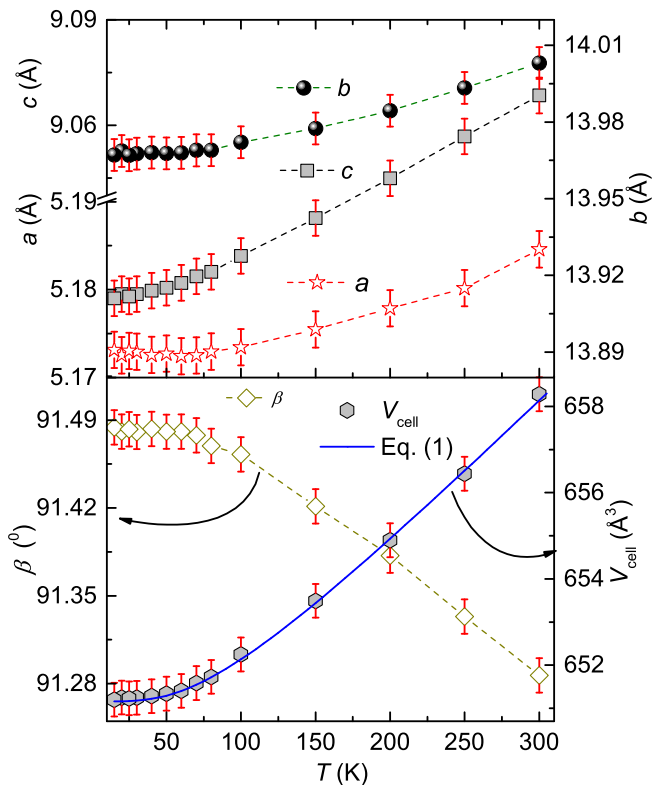 9.09
9.06
5.19
5.18
5.17
c (Å)
a (Å)
14.01
13.98
13.95
13.92
13.89
b (Å)
b
c
a
β
V_cell
Eq. (1)
91.49
91.42
91.35
91.28
β (⁰)
658
656
654
652
V_cell (Å³)
0 50 100 150 200 250 300
T (K)